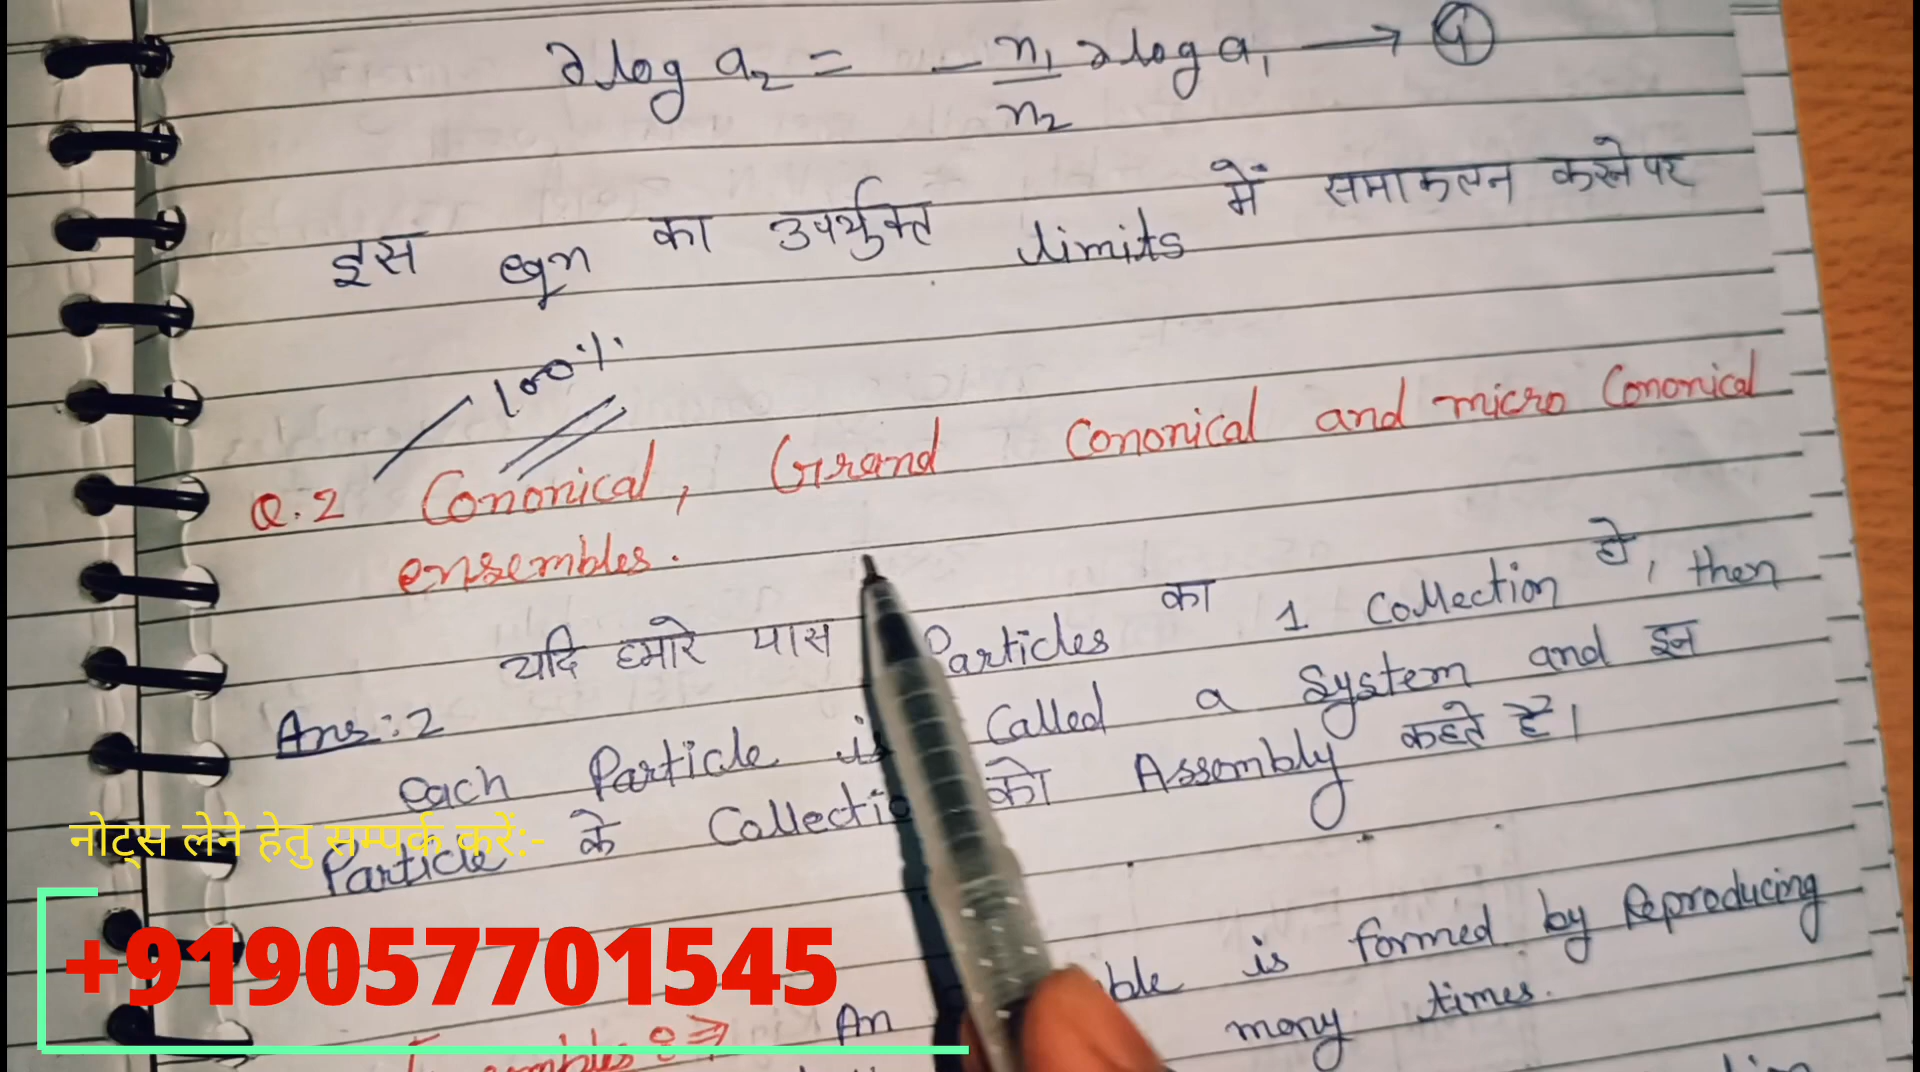 ∂log a₂ = - n₁/n₂ ∂log a₁ → ④
इस सूत्र का उपर्युक्त limits में समाकलन करने पर
100%
Q.2 Cononical, Grand Cononical and micro Cononical
ensembles.
Ans:2 यदि हमारे पास Particles का 1 Collection हो, then
each Particle is Called a System and इन
Particle के Collectio को Assembly कहते हैं।
नोट्स लेने हेतु सम्पर्क करें:-
+919057701545
An ble is formed by Reproducing
many times.